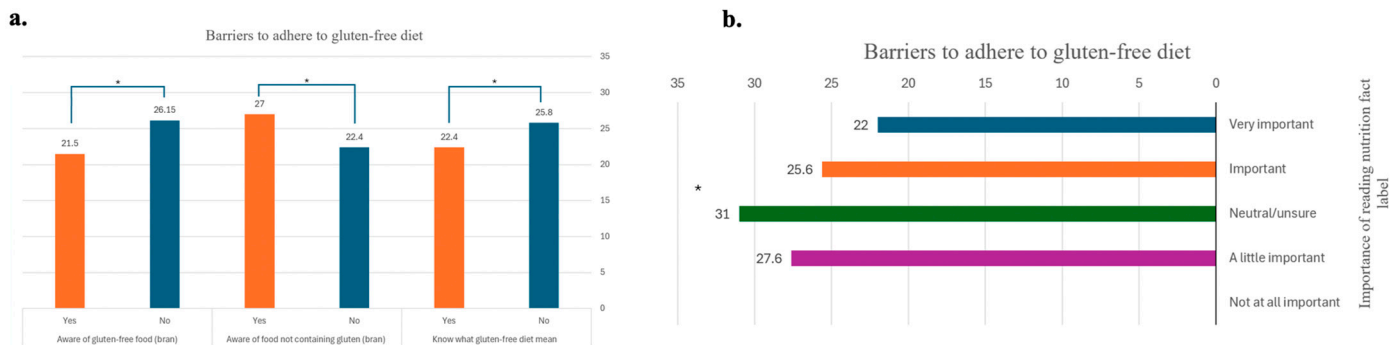 a.
Barriers to adhere to gluten-free diet
35
30
25
20
15
10
5
0
* * *
21.5 26.15 27 22.4 22.4 25.8
Yes No Yes No Yes No
Aware of gluten-free food (bran) Aware of food not containing gluten (bran) Know what gluten-free diet mean
b.
Barriers to adhere to gluten-free diet
35 30 25 20 15 10 5 0
22 Very important
25.6 Important
*
31 Neutral/unsure
27.6 A little important
Not at all important
Importance of reading nutrition fact
label